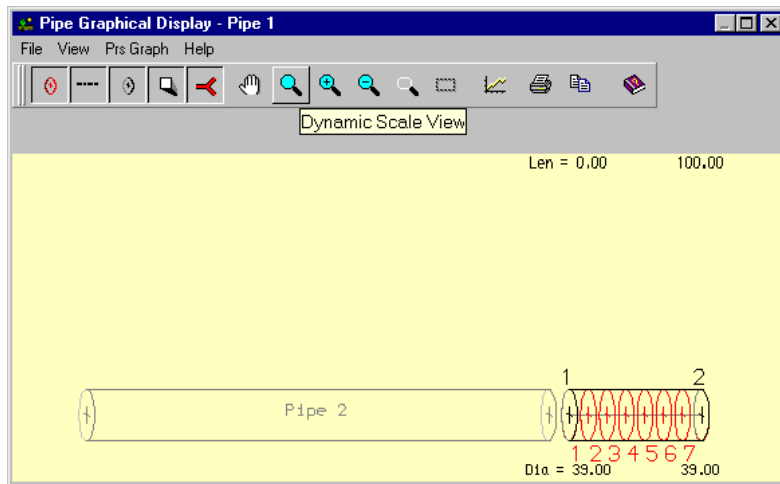 Pipe Graphical Display - Pipe 1
File View Prs Graph Help
Dynamic Scale View
Len = 0.00 100.00
1 2
Pipe 2
1 2 3 4 5 6 7
Dia = 39.00 39.00